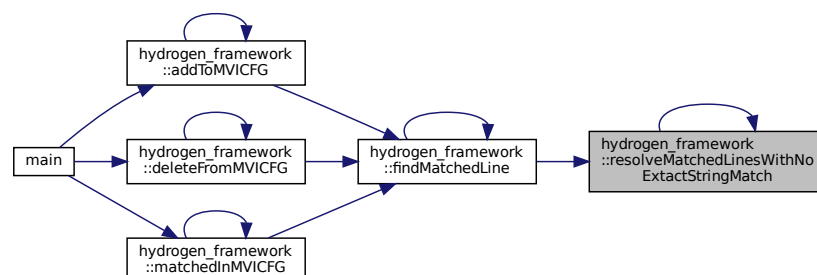 hydrogen_framework
::addToMVICFG
main
hydrogen_framework
::deleteFromMVICFG
hydrogen_framework
::findMatchedLine
hydrogen_framework
::resolveMatchedLinesWithNo
ExtactStringMatch
hydrogen_framework
::matchedInMVICFG